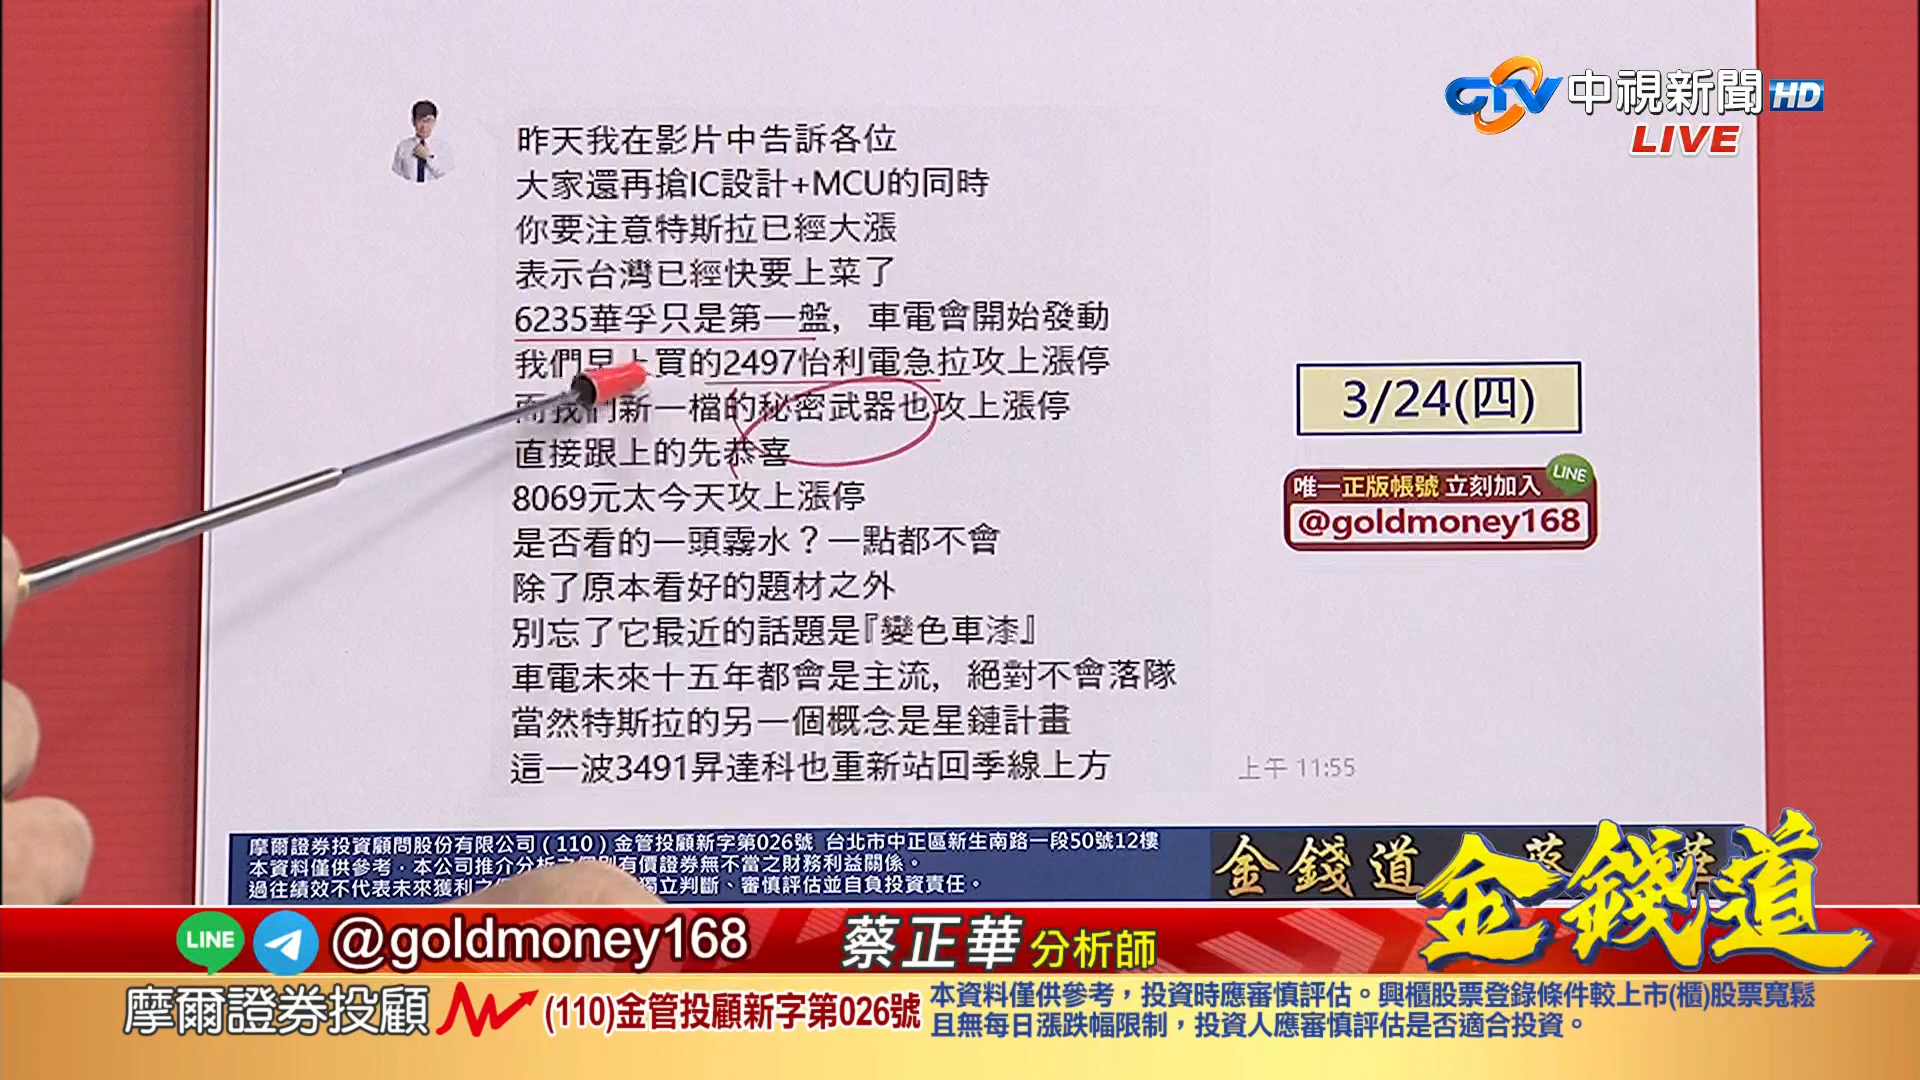 昨天我在影片中告訴各位
大家還再搶IC設計+MCU的同時
你要注意特斯拉已經大漲
表示台灣已經快要上菜了
6235華孚只是第一盤，車電會開始發動
我們早上買的2497怡利電急拉攻上漲停
而我們新一檔的秘密武器也攻上漲停
直接跟上的先恭喜
8069元太今天攻上漲停
是否看的一頭霧水？一點都不會
除了原本看好的題材之外
別忘了它最近的話題是『變色車漆』
車電未來十五年都會是主流，絕對不會落隊
當然特斯拉的另一個概念是星鏈計畫
這一波3491昇達科也重新站回季線上方
上午 11:55
CTV 中視新聞 HD
LIVE
3/24(四)
唯一正版帳號 立刻加入
LINE
@goldmoney168
摩爾證券投資顧問股份有限公司（110）金管投顧新字第026號 台北市中正區新生南路一段50號12樓
本資料僅供參考．本公司推介分析之個別有價證券無不當之財務利益關係。
過往績效不代表未來獲利之 獨立判斷、審慎評估並自負投資責任。
金錢道
金錢道
LINE @goldmoney168 蔡正華 分析師
摩爾證券投顧 (110)金管投顧新字第026號
本資料僅供參考，投資時應審慎評估。興櫃股票登錄條件較上市(櫃)股票寬鬆
且無每日漲跌幅限制，投資人應審慎評估是否適合投資。